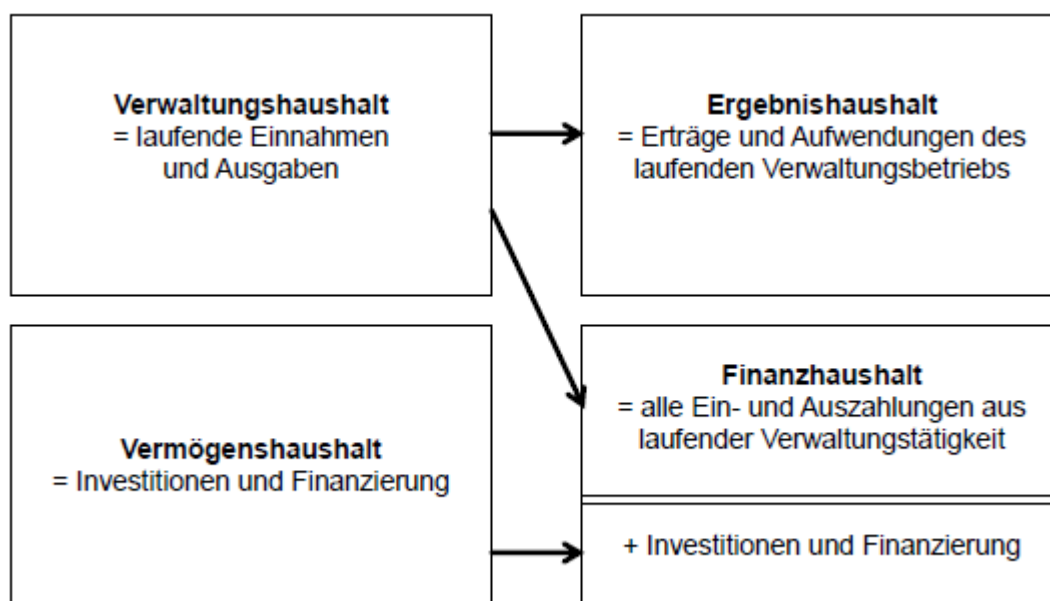 Verwaltungshaushalt
= laufende Einnahmen
und Ausgaben
Ergebnishaushalt
= Erträge und Aufwendungen des
laufenden Verwaltungsbetriebs
Vermögenshaushalt
= Investitionen und Finanzierung
Finanzhaushalt
= alle Ein- und Auszahlungen aus
laufender Verwaltungstätigkeit
+ Investitionen und Finanzierung